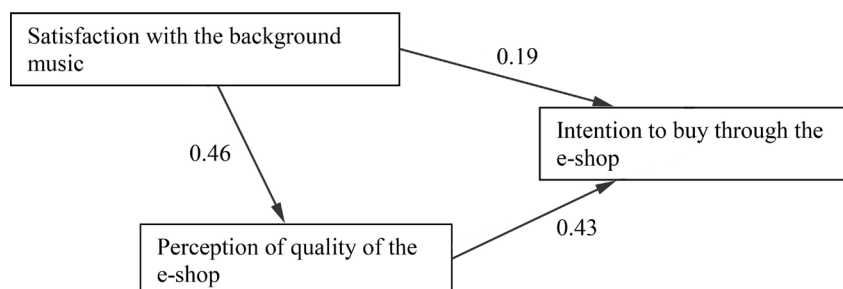 Satisfaction with the background
music
0.19
Intention to buy through the
e-shop
0.46
Perception of quality of the
e-shop
0.43